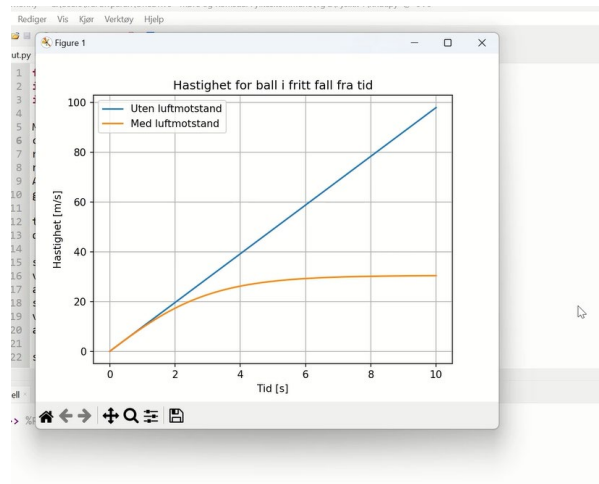 Rediger Vis Kjør Verktøy Hjelp
Figure 1
ut.py
1
2
3
4
5
6
7
8
9
10
11
12
13
14
15
16
17
18
19
20
21
22
Hastighet for ball i fritt fall fra tid
Uten luftmotstand
Med luftmotstand
100
80
60
40
20
0
Hastighet [m/s]
0 2 4 6 8 10
Tid [s]
ell